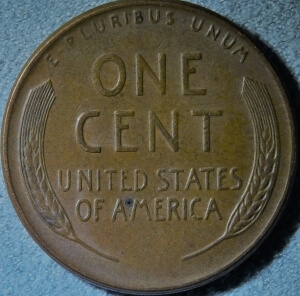 E PLURIBUS UNUM
ONE
CENT
UNITED STATES
OF AMERICA